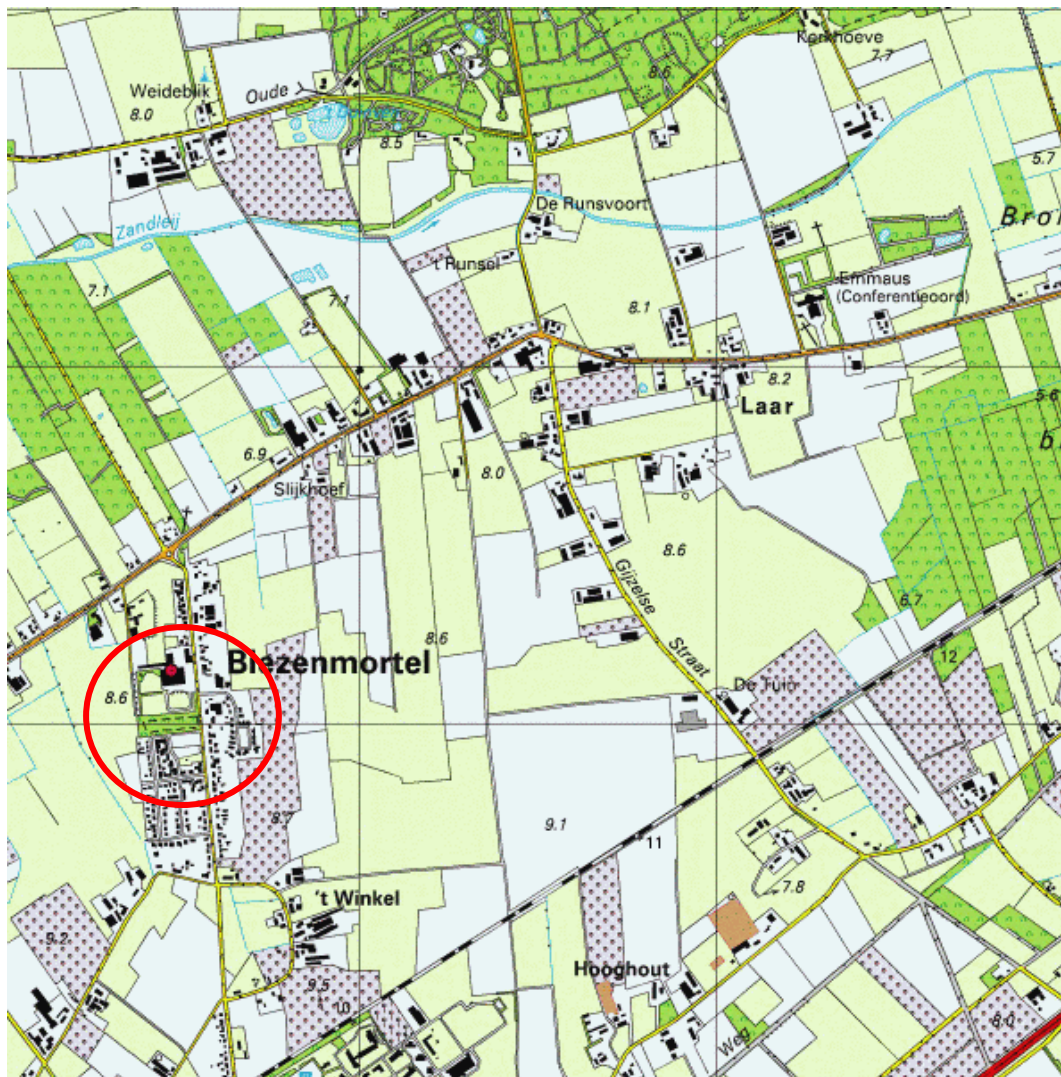 Kerkhoeve
7.7
Weideblik
Oude
8.0
8.6
8.5
5.7
De Runsvoort
Bro
Zandleij
't Runsel
7.1
7.1
Emmaus
(Conferentieoord)
8.1
8.2
Laar
5.6
b
6.9
8.0
Slijkhoef
8.6
Gijzelse
Straat
6.7
8.6
12
Biezenmortel
8.6
De Tuin
8.7
9.1
11
7.8
't Winkel
9.2
Hooghout
9.5
10
8.0
Weg